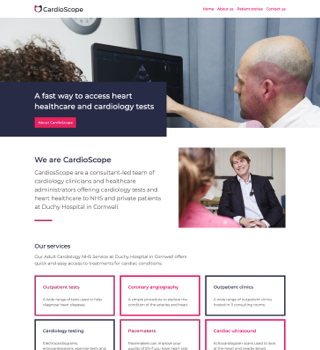 CardioScope
Home About us Patient stories Contact us
A fast way to access heart
healthcare and cardiology tests
About CardioScope
We are CardioScope
CardiosScope are a consultant-led team of
cardiology clinicians and healthcare
administrators offering cardiology tests and
heart healthcare to NHS and private patients
at Duchy Hospital in Cornwall.
Our services
Our Adult Cardiology NHS Service at Duchy Hospital in Cornwall offers
quick and easy access to treatments for cardiac conditions.
Outpatient tests
A wide range of tests used to help
diagnose heart diseases.
Coronary angiography
A simple procedure to explore the
condition of the arteries and heart.
Outpatient clinics
A wide range of outpatient clinics
hosted in 11 consulting rooms.
Cardiology testing
Electrocardiograms,
echocardiograms, exercise tests and
Pacemakers
Pacemakers can improve your
quality of life if you have heart
Cardiac ultrasound
Echocardiogram scans used to look
at the heart and nearby blood